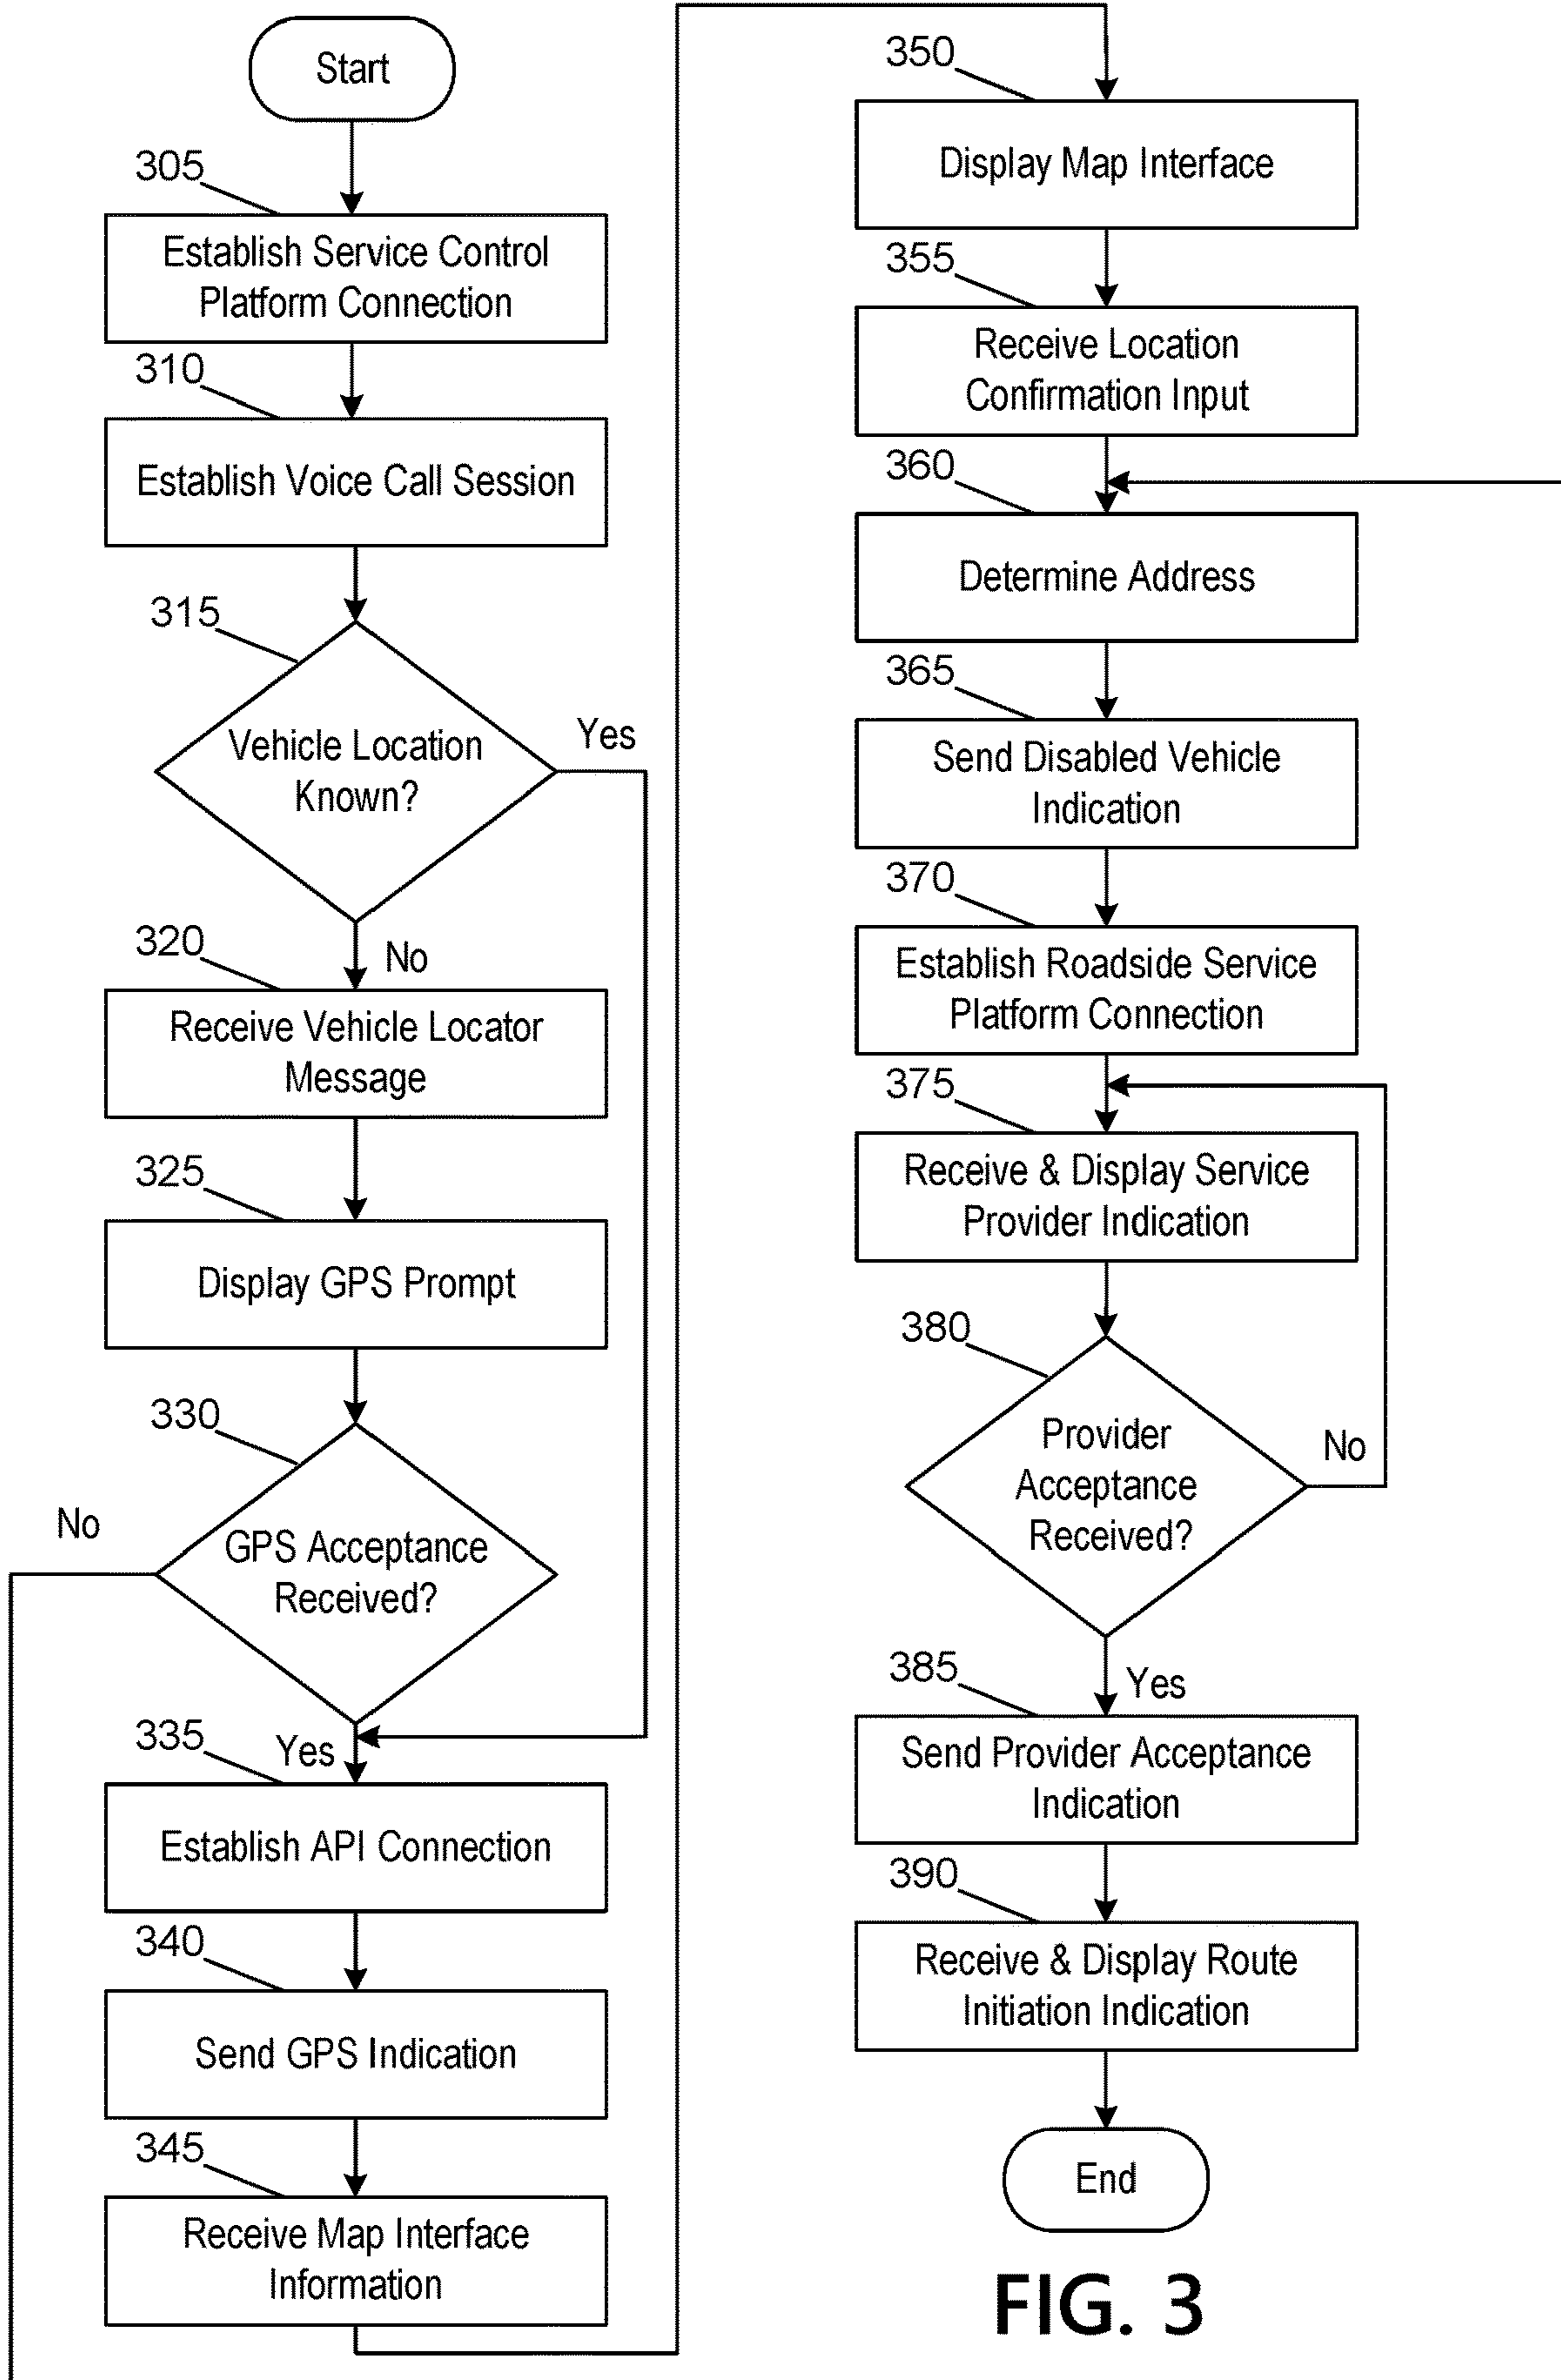 Start
305
Establish Service Control
Platform Connection
310
Establish Voice Call Session
315
Vehicle Location
Known?
Yes
No
320
Receive Vehicle Locator
Message
325
Display GPS Prompt
330
GPS Acceptance
Received?
No
Yes
335
Establish API Connection
340
Send GPS Indication
345
Receive Map Interface
Information
350
Display Map Interface
355
Receive Location
Confirmation Input
360
Determine Address
365
Send Disabled Vehicle
Indication
370
Establish Roadside Service
Platform Connection
375
Receive & Display Service
Provider Indication
380
Provider
Acceptance
Received?
No
Yes
385
Send Provider Acceptance
Indication
390
Receive & Display Route
Initiation Indication
End
FIG. 3